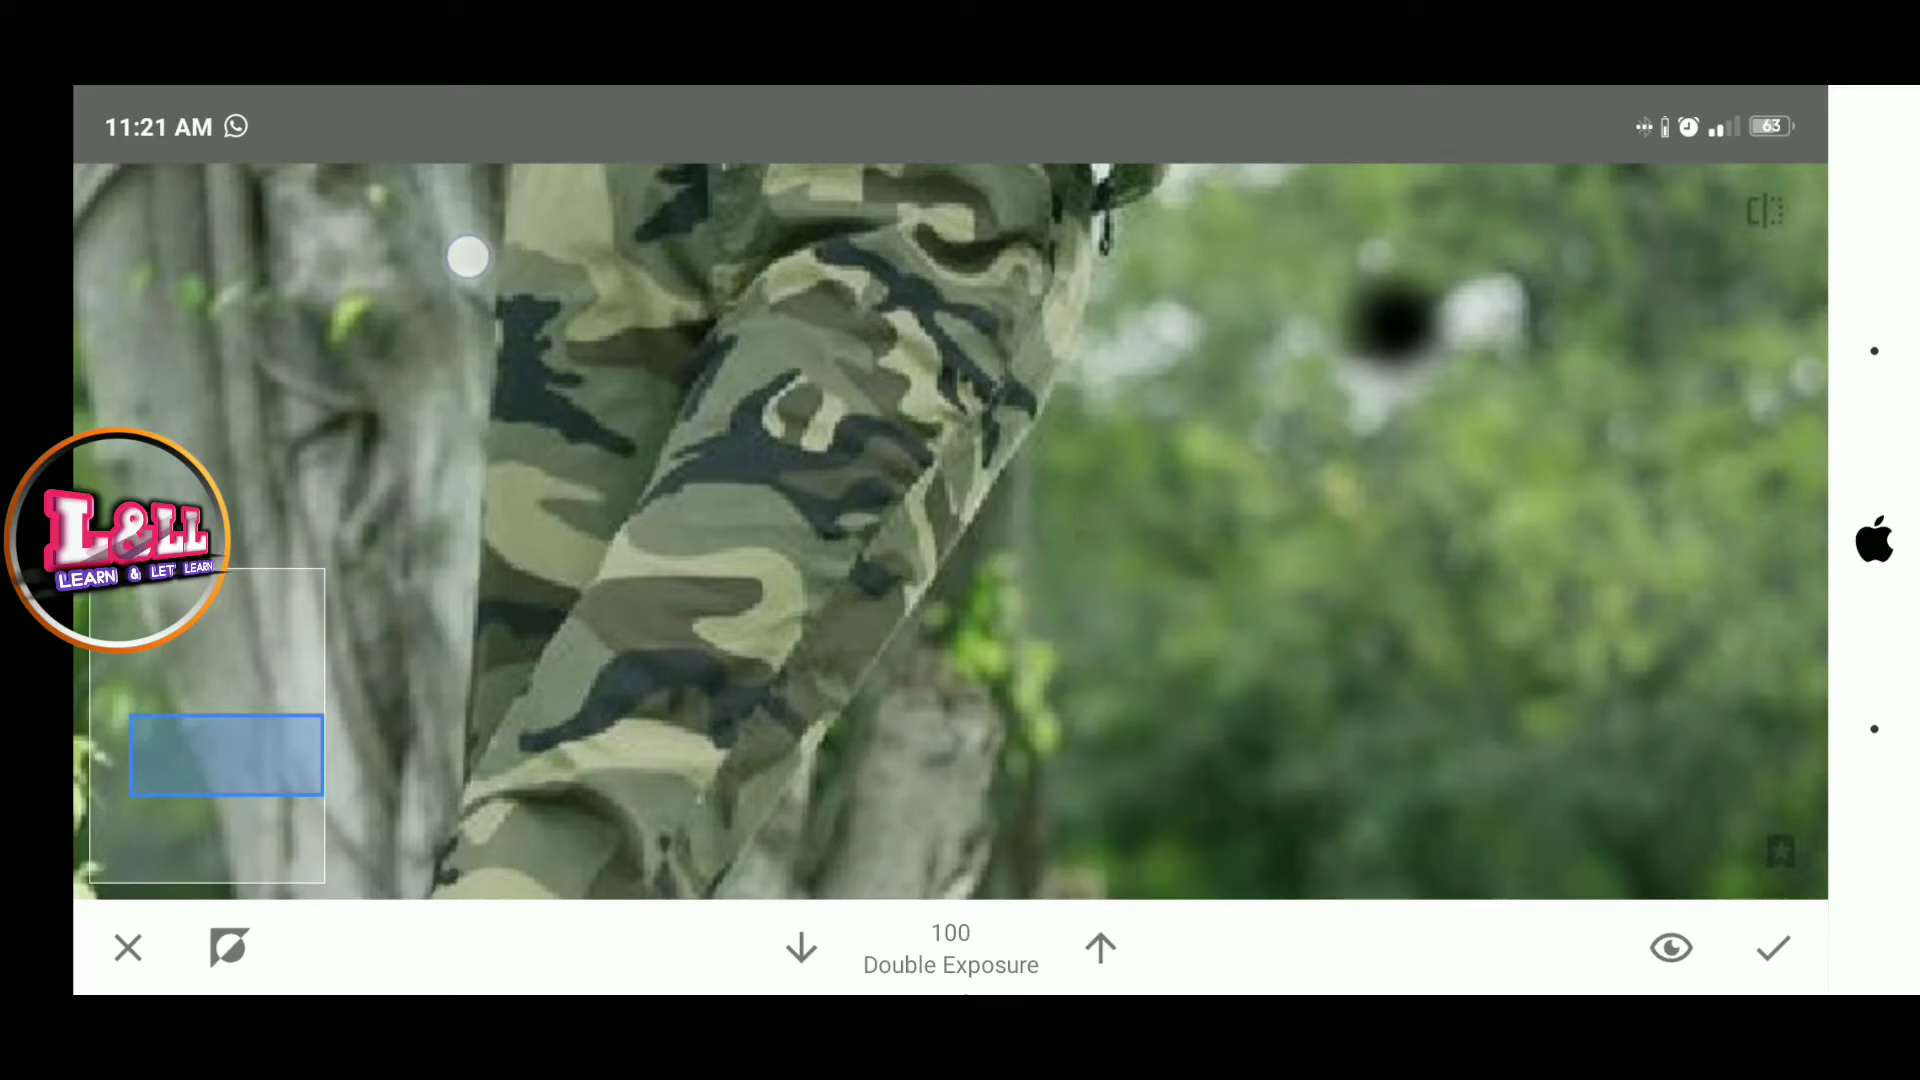 11:21 AM
63
L&LL
LEARN & LET LEARN
100
Double Exposure